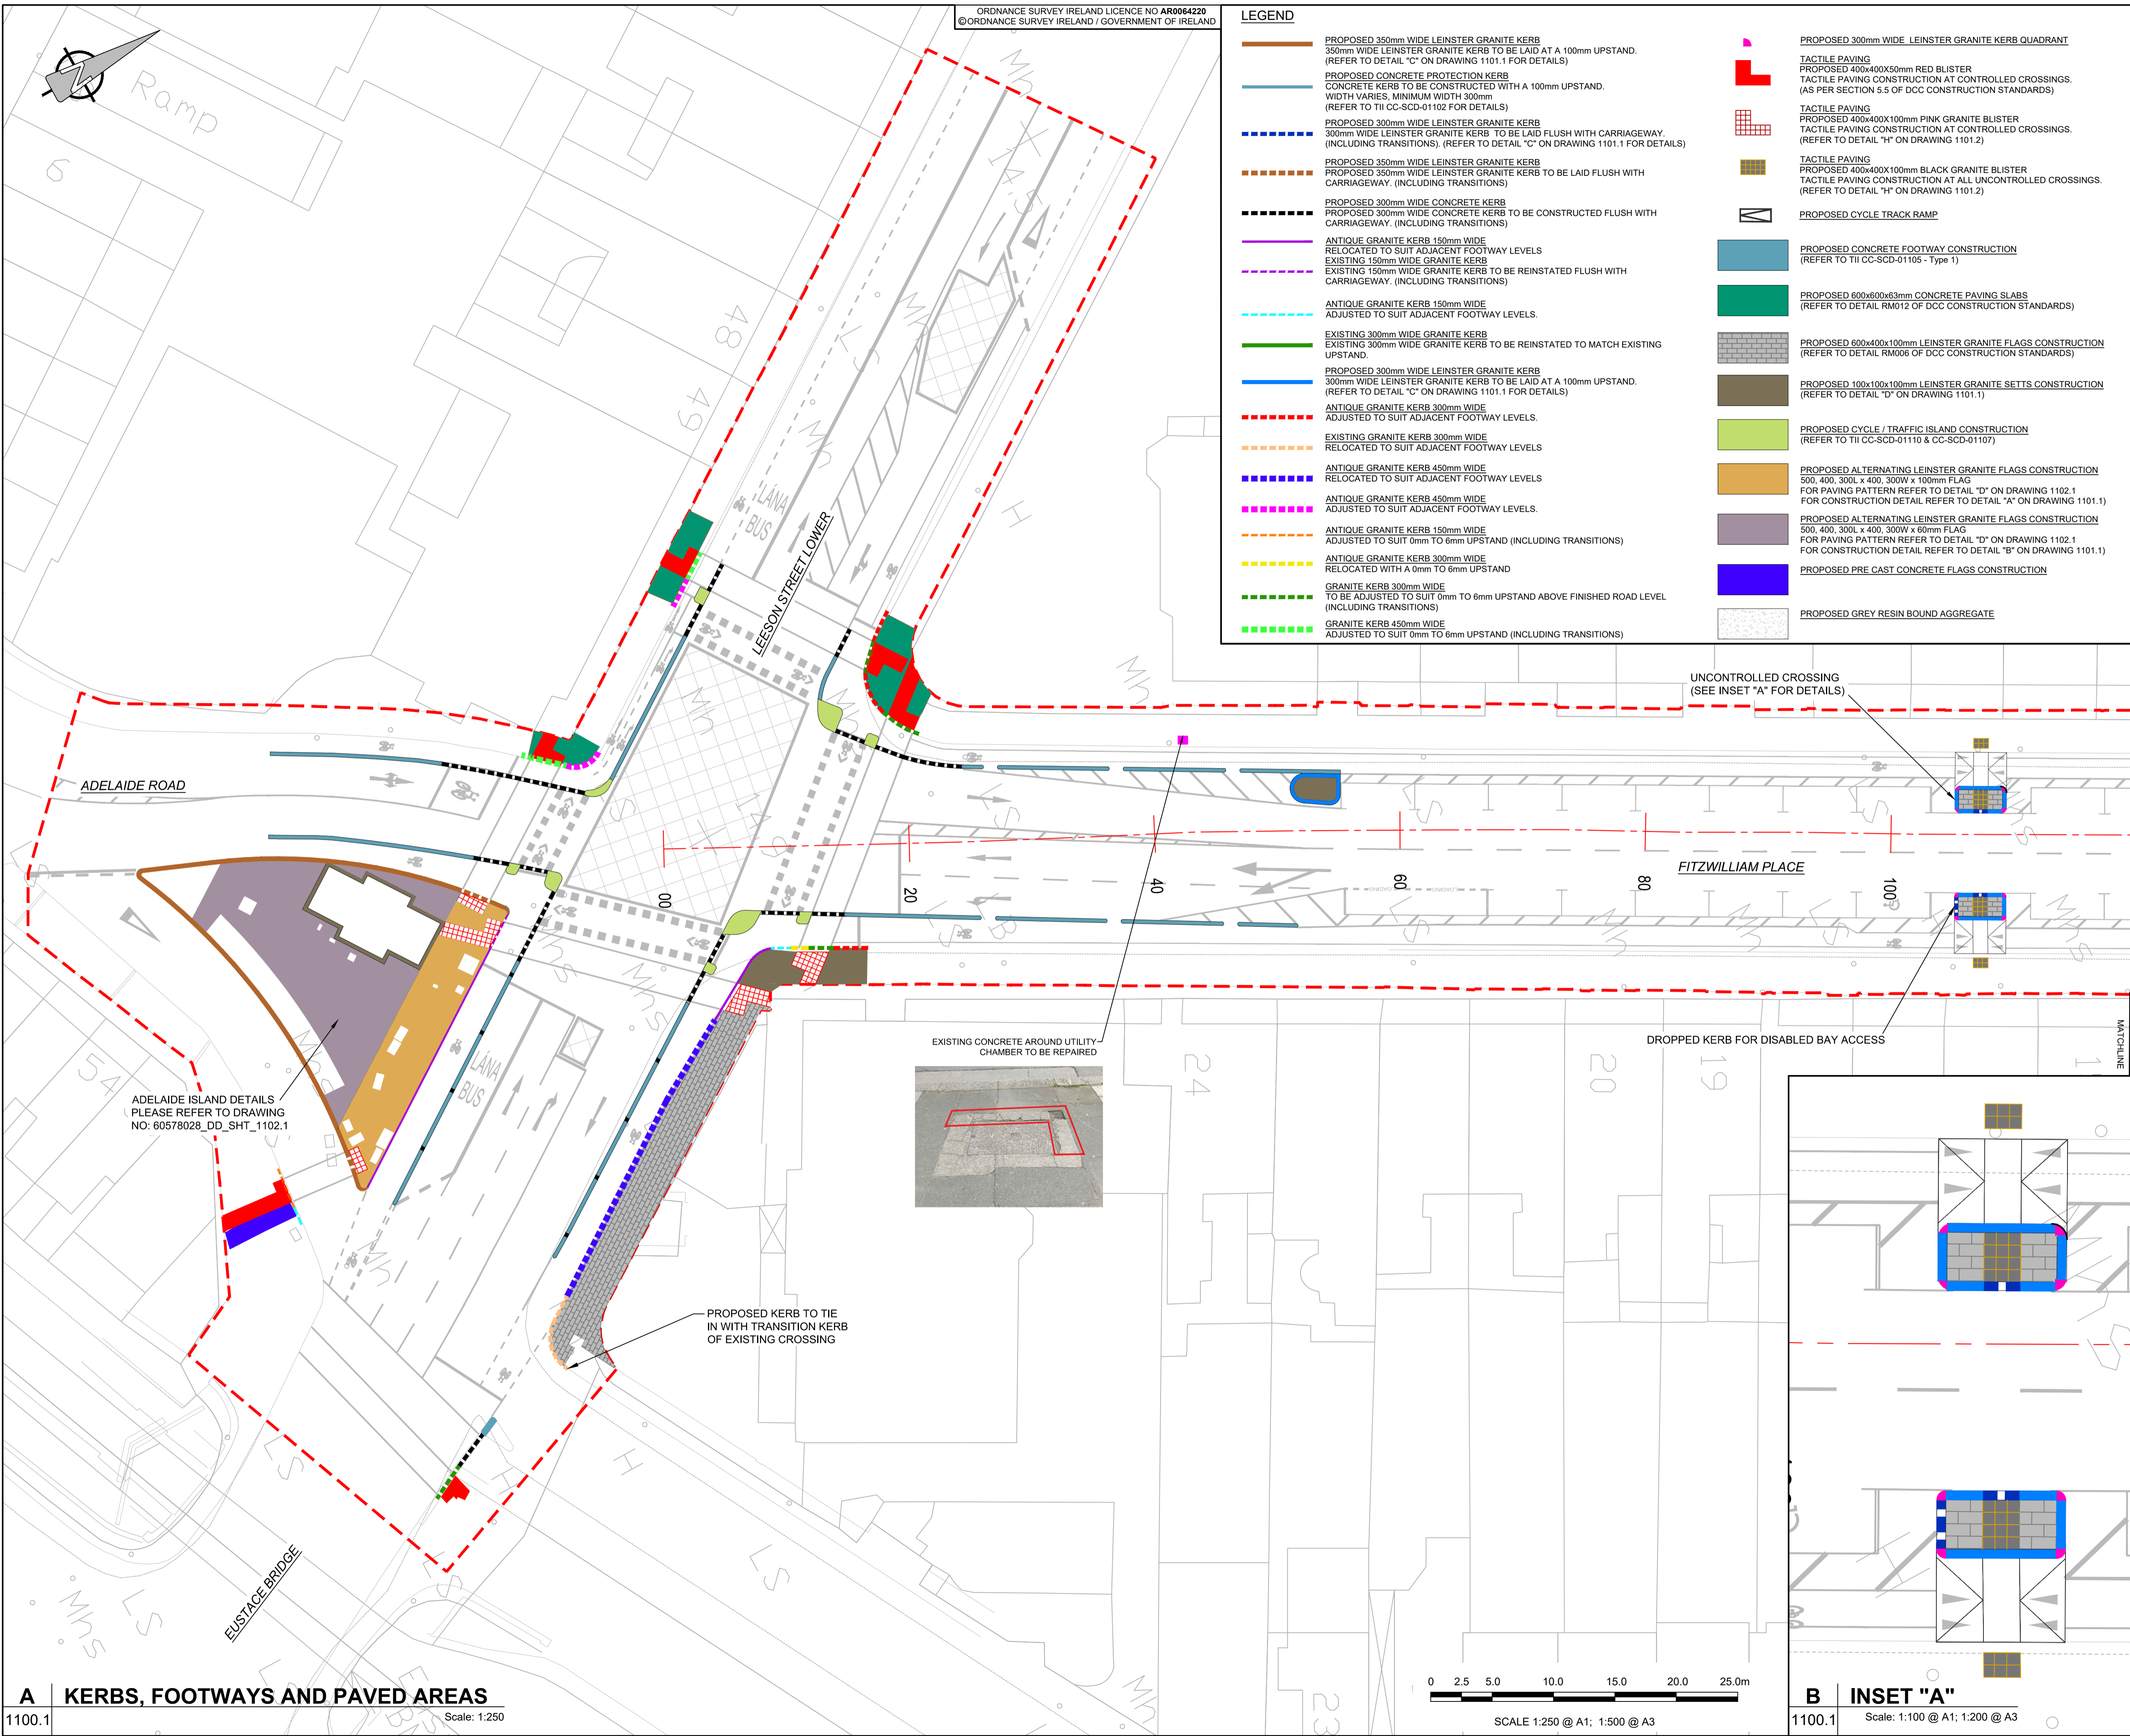 ORDNANCE SURVEY IRELAND LICENCE NO AR0064220
©ORDNANCE SURVEY IRELAND / GOVERNMENT OF IRELAND
LEGEND
PROPOSED 350mm WIDE LEINSTER GRANITE KERB
350mm WIDE LEINSTER GRANITE KERB TO BE LAID AT A 100mm UPSTAND.
(REFER TO DETAIL "C" ON DRAWING 1101.1 FOR DETAILS)
PROPOSED CONCRETE PROTECTION KERB
CONCRETE KERB TO BE CONSTRUCTED WITH A 100mm UPSTAND.
WIDTH VARIES, MINIMUM WIDTH 300mm
(REFER TO TII CC-SCD-01102 FOR DETAILS)
PROPOSED 300mm WIDE LEINSTER GRANITE KERB
300mm WIDE LEINSTER GRANITE KERB TO BE LAID FLUSH WITH CARRIAGEWAY.
(INCLUDING TRANSITIONS). (REFER TO DETAIL "C" ON DRAWING 1101.1 FOR DETAILS)
PROPOSED 350mm WIDE LEINSTER GRANITE KERB
PROPOSED 350mm WIDE LEINSTER GRANITE KERB TO BE LAID FLUSH WITH
CARRIAGEWAY. (INCLUDING TRANSITIONS)
PROPOSED 300mm WIDE CONCRETE KERB
PROPOSED 300mm WIDE CONCRETE KERB TO BE CONSTRUCTED FLUSH WITH
CARRIAGEWAY. (INCLUDING TRANSITIONS)
ANTIQUE GRANITE KERB 150mm WIDE
RELOCATED TO SUIT ADJACENT FOOTWAY LEVELS
EXISTING 150mm WIDE GRANITE KERB
EXISTING 150mm WIDE GRANITE KERB TO BE REINSTATED FLUSH WITH
CARRIAGEWAY. (INCLUDING TRANSITIONS)
ANTIQUE GRANITE KERB 150mm WIDE
ADJUSTED TO SUIT ADJACENT FOOTWAY LEVELS.
EXISTING 300mm WIDE GRANITE KERB
EXISTING 300mm WIDE GRANITE KERB TO BE REINSTATED TO MATCH EXISTING
UPSTAND.
PROPOSED 300mm WIDE LEINSTER GRANITE KERB
300mm WIDE LEINSTER GRANITE KERB TO BE LAID AT A 100mm UPSTAND.
(REFER TO DETAIL "C" ON DRAWING 1101.1 FOR DETAILS)
ANTIQUE GRANITE KERB 300mm WIDE
ADJUSTED TO SUIT ADJACENT FOOTWAY LEVELS.
EXISTING GRANITE KERB 300mm WIDE
RELOCATED TO SUIT ADJACENT FOOTWAY LEVELS
ANTIQUE GRANITE KERB 450mm WIDE
RELOCATED TO SUIT ADJACENT FOOTWAY LEVELS
ANTIQUE GRANITE KERB 450mm WIDE
ADJUSTED TO SUIT ADJACENT FOOTWAY LEVELS.
ANTIQUE GRANITE KERB 150mm WIDE
ADJUSTED TO SUIT 0mm TO 6mm UPSTAND (INCLUDING TRANSITIONS)
ANTIQUE GRANITE KERB 300mm WIDE
RELOCATED WITH A 0mm TO 6mm UPSTAND
GRANITE KERB 300mm WIDE
TO BE ADJUSTED TO SUIT 0mm TO 6mm UPSTAND ABOVE FINISHED ROAD LEVEL
(INCLUDING TRANSITIONS)
GRANITE KERB 450mm WIDE
ADJUSTED TO SUIT 0mm TO 6mm UPSTAND (INCLUDING TRANSITIONS)
PROPOSED 300mm WIDE LEINSTER GRANITE KERB QUADRANT
TACTILE PAVING
PROPOSED 400x400X50mm RED BLISTER
TACTILE PAVING CONSTRUCTION AT CONTROLLED CROSSINGS.
(AS PER SECTION 5.5 OF DCC CONSTRUCTION STANDARDS)
TACTILE PAVING
PROPOSED 400x400X100mm PINK GRANITE BLISTER
TACTILE PAVING CONSTRUCTION AT CONTROLLED CROSSINGS.
(REFER TO DETAIL "H" ON DRAWING 1101.2)
TACTILE PAVING
PROPOSED 400x400X100mm BLACK GRANITE BLISTER
TACTILE PAVING CONSTRUCTION AT ALL UNCONTROLLED CROSSINGS.
(REFER TO DETAIL "H" ON DRAWING 1101.2)
PROPOSED CYCLE TRACK RAMP
PROPOSED CONCRETE FOOTWAY CONSTRUCTION
(REFER TO TII CC-SCD-01105 - Type 1)
PROPOSED 600x600x63mm CONCRETE PAVING SLABS
(REFER TO DETAIL RM012 OF DCC CONSTRUCTION STANDARDS)
PROPOSED 600x400x100mm LEINSTER GRANITE FLAGS CONSTRUCTION
(REFER TO DETAIL RM006 OF DCC CONSTRUCTION STANDARDS)
PROPOSED 100x100x100mm LEINSTER GRANITE SETTS CONSTRUCTION
(REFER TO DETAIL "D" ON DRAWING 1101.1)
PROPOSED CYCLE / TRAFFIC ISLAND CONSTRUCTION
(REFER TO TII CC-SCD-01110 & CC-SCD-01107)
PROPOSED ALTERNATING LEINSTER GRANITE FLAGS CONSTRUCTION
500, 400, 300L x 400, 300W x 100mm FLAG
FOR PAVING PATTERN REFER TO DETAIL "D" ON DRAWING 1102.1
FOR CONSTRUCTION DETAIL REFER TO DETAIL "A" ON DRAWING 1101.1)
PROPOSED ALTERNATING LEINSTER GRANITE FLAGS CONSTRUCTION
500, 400, 300L x 400, 300W x 60mm FLAG
FOR PAVING PATTERN REFER TO DETAIL "D" ON DRAWING 1102.1
FOR CONSTRUCTION DETAIL REFER TO DETAIL "B" ON DRAWING 1101.1)
PROPOSED PRE CAST CONCRETE FLAGS CONSTRUCTION
PROPOSED GREY RESIN BOUND AGGREGATE
Ramp
6
48
49
TAXI
LÁNA
BUS
LEESON STREET LOWER
UNCONTROLLED CROSSING
(SEE INSET "A" FOR DETAILS)
ADELAIDE ROAD
FITZWILLIAM PLACE
00
20
40
60
80
100
LOADING
LOADING
LÁNA
BUS
54
ADELAIDE ISLAND DETAILS
PLEASE REFER TO DRAWING
NO: 60578028_DD_SHT_1102.1
EXISTING CONCRETE AROUND UTILITY
CHAMBER TO BE REPAIRED
DROPPED KERB FOR DISABLED BAY ACCESS
MATCHLINE
24
20
19
PROPOSED KERB TO TIE
IN WITH TRANSITION KERB
OF EXISTING CROSSING
EUSTACE BRIDGE
23
A KERBS, FOOTWAYS AND PAVED AREAS
1100.1 Scale: 1:250
0 2.5 5.0 10.0 15.0 20.0 25.0m
SCALE 1:250 @ A1; 1:500 @ A3
B INSET "A"
1100.1 Scale: 1:100 @ A1; 1:200 @ A3